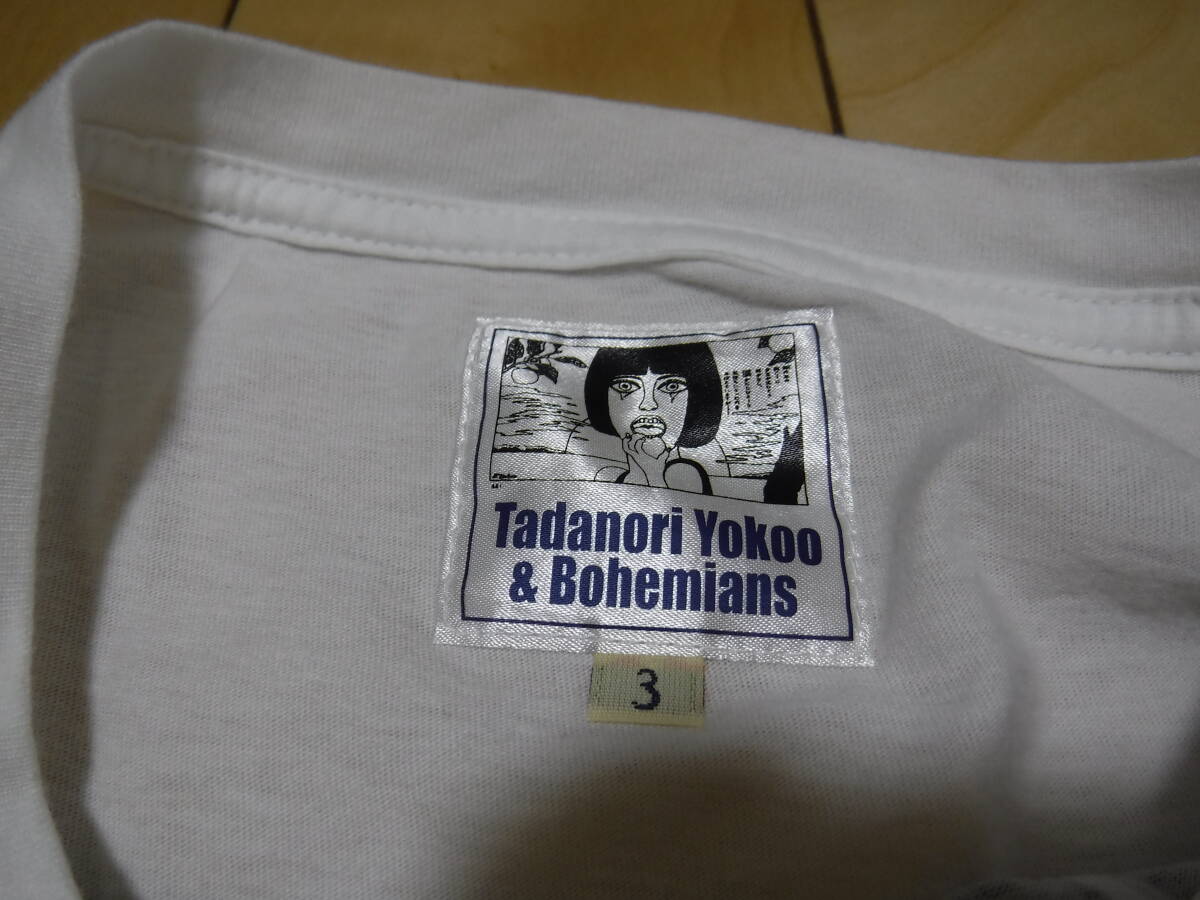 Tadanori Yokoo
& Bohemians
3